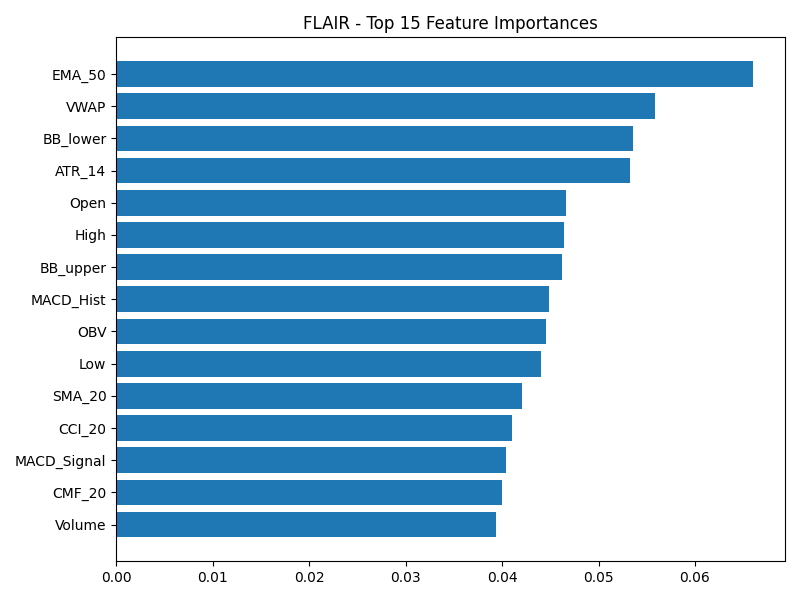 FLAIR - Top 15 Feature Importances
EMA_50
VWAP
BB_lower
ATR_14
Open
High
BB_upper
MACD_Hist
OBV
Low
SMA_20
CCI_20
MACD_Signal
CMF_20
Volume
0.00 0.01 0.02 0.03 0.04 0.05 0.06